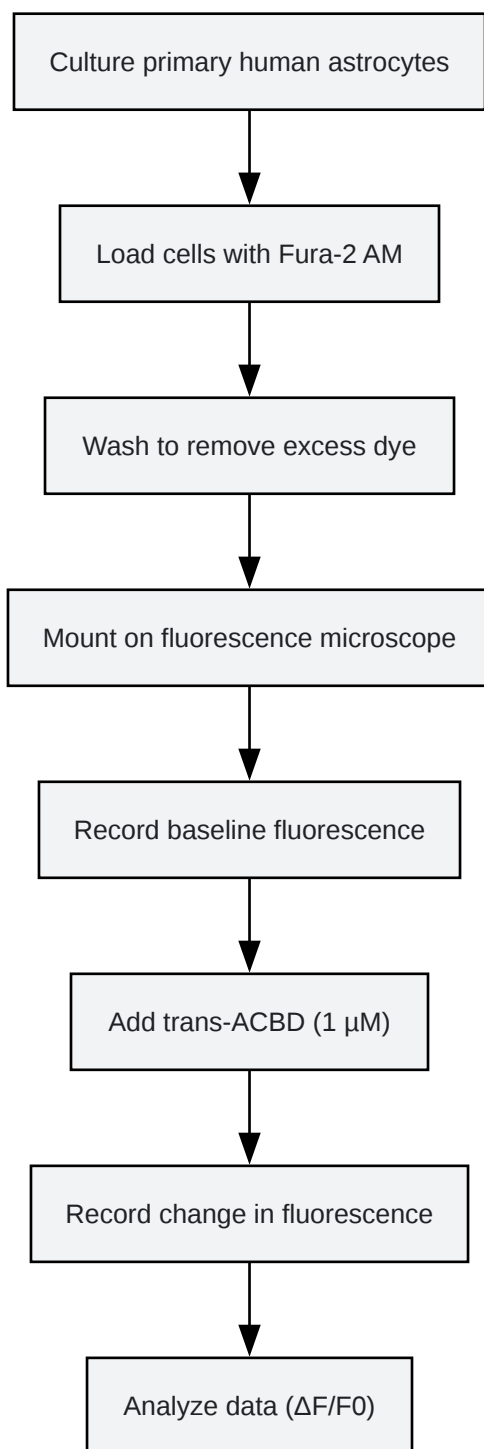 Culture primary human astrocytes
Load cells with Fura-2 AM
Wash to remove excess dye
Mount on fluorescence microscope
Record baseline fluorescence
Add trans-ACBD (1 µM)
Record change in fluorescence
Analyze data (ΔF/F0)